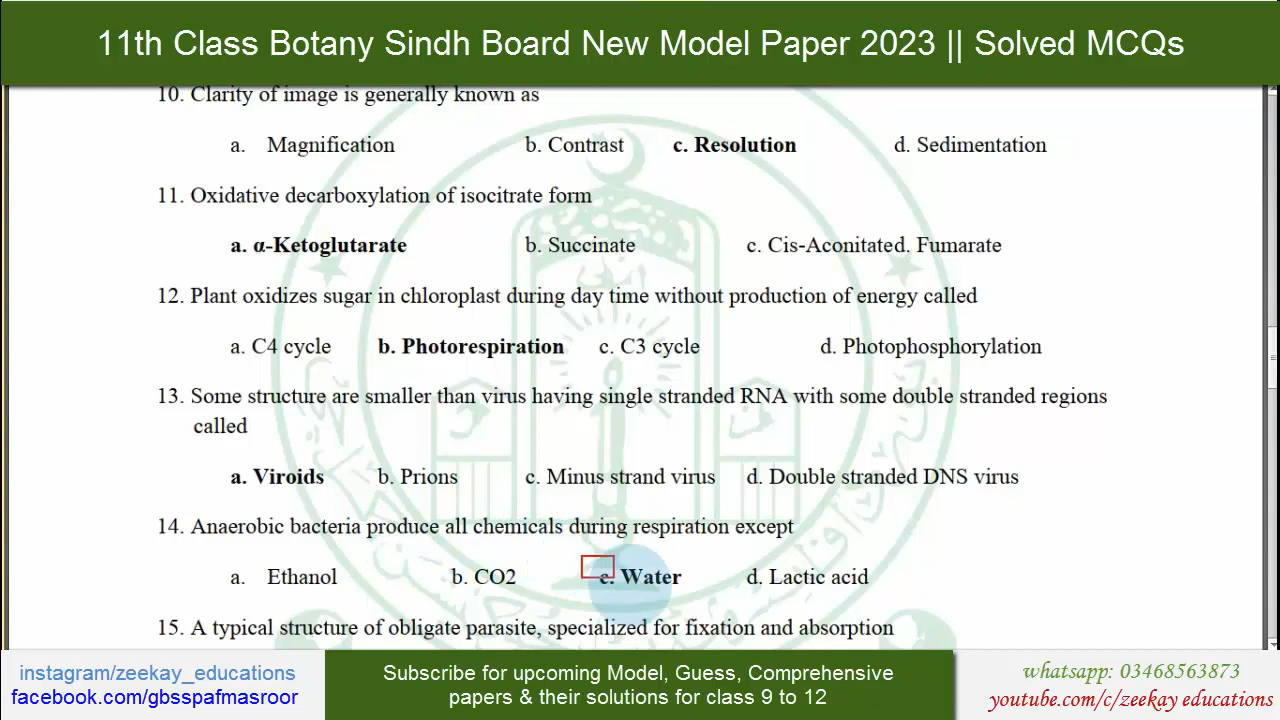 11th Class Botany Sindh Board New Model Paper 2023 || Solved MCQs
10. Clarity of image is generally known as
a. Magnification b. Contrast c. Resolution d. Sedimentation
11. Oxidative decarboxylation of isocitrate form
a. α-Ketoglutarate b. Succinate c. Cis-Aconitated. Fumarate
12. Plant oxidizes sugar in chloroplast during day time without production of energy called
a. C4 cycle b. Photorespiration c. C3 cycle d. Photophosphorylation
13. Some structure are smaller than virus having single stranded RNA with some double stranded regions
called
a. Viroids b. Prions c. Minus strand virus d. Double stranded DNS virus
14. Anaerobic bacteria produce all chemicals during respiration except
a. Ethanol b. CO2 c. Water d. Lactic acid
15. A typical structure of obligate parasite, specialized for fixation and absorption
instagram/zeekay_educations
facebook.com/gbsspafmasroor
Subscribe for upcoming Model, Guess, Comprehensive
papers & their solutions for class 9 to 12
whatsapp: 03468563873
youtube.com/c/zeekay educations